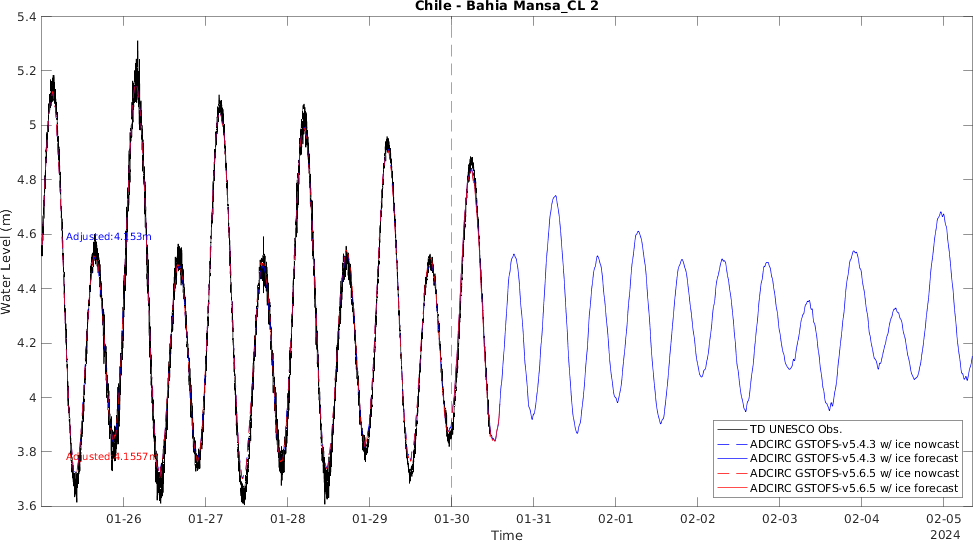 Chile - Bahia Mansa_CL 2
Water Level (m)
5.4
5.2
5
4.8
4.6
4.4
4.2
4
3.8
3.6
Adjusted:4.153m
Adjusted:4.1557m
TD UNESCO Obs.
ADCIRC GSTOFS-v5.4.3 w/ ice nowcast
ADCIRC GSTOFS-v5.4.3 w/ ice forecast
ADCIRC GSTOFS-v5.6.5 w/ ice nowcast
ADCIRC GSTOFS-v5.6.5 w/ ice forecast
01-26 01-27 01-28 01-29 01-30 01-31 02-01 02-02 02-03 02-04 02-05
2024
Time